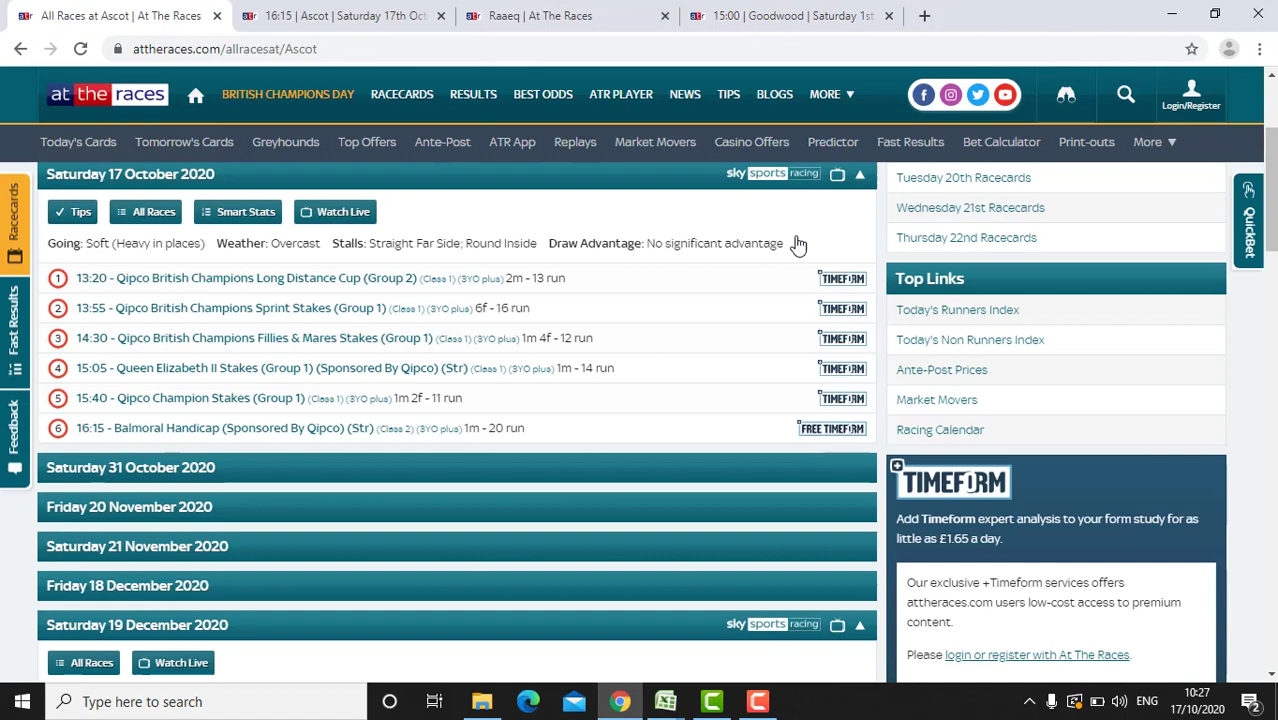 All Races at Ascot | At The Races
16:15 | Ascot | Saturday 17th Oct
Raaeq | At The Races
15:00 | Goodwood | Saturday 1st
attheraces.com/allracesat/Ascot
at the races
BRITISH CHAMPIONS DAY
RACECARDS
RESULTS
BEST ODDS
ATR PLAYER
NEWS
TIPS
BLOGS
MORE
Login/Register
Today's Cards
Tomorrow's Cards
Greyhounds
Top Offers
Ante-Post
ATR App
Replays
Market Movers
Casino Offers
Predictor
Fast Results
Bet Calculator
Print-outs
More
Racecards
Fast Results
Feedback
QuickBet
Saturday 17 October 2020
sky sports racing
Tips
All Races
Smart Stats
Watch Live
Going: Soft (Heavy in places) Weather: Overcast Stalls: Straight Far Side; Round Inside Draw Advantage: No significant advantage
1 13:20 - Qipco British Champions Long Distance Cup (Group 2) (Class 1) (3YO plus) 2m - 13 run TIMEFORM
2 13:55 - Qipco British Champions Sprint Stakes (Group 1) (Class 1) (3YO plus) 6f - 16 run TIMEFORM
3 14:30 - Qipco British Champions Fillies & Mares Stakes (Group 1) (Class 1) (3YO plus) 1m 4f - 12 run TIMEFORM
4 15:05 - Queen Elizabeth II Stakes (Group 1) (Sponsored By Qipco) (Str) (Class 1) (3YO plus) 1m - 14 run TIMEFORM
5 15:40 - Qipco Champion Stakes (Group 1) (Class 1) (3YO plus) 1m 2f - 11 run TIMEFORM
6 16:15 - Balmoral Handicap (Sponsored By Qipco) (Str) (Class 2) (3YO plus) 1m - 20 run FREE TIMEFORM
Saturday 31 October 2020
Friday 20 November 2020
Saturday 21 November 2020
Friday 18 December 2020
Saturday 19 December 2020
sky sports racing
All Races
Watch Live
Tuesday 20th Racecards
Wednesday 21st Racecards
Thursday 22nd Racecards
Top Links
Today's Runners Index
Today's Non Runners Index
Ante-Post Prices
Market Movers
Racing Calendar
TIMEFORM
Add Timeform expert analysis to your form study for as
little as £1.65 a day.
Our exclusive +Timeform services offers
attheraces.com users low-cost access to premium
content.
Please login or register with At The Races.
Type here to search
ENG
10:27
17/10/2020
2